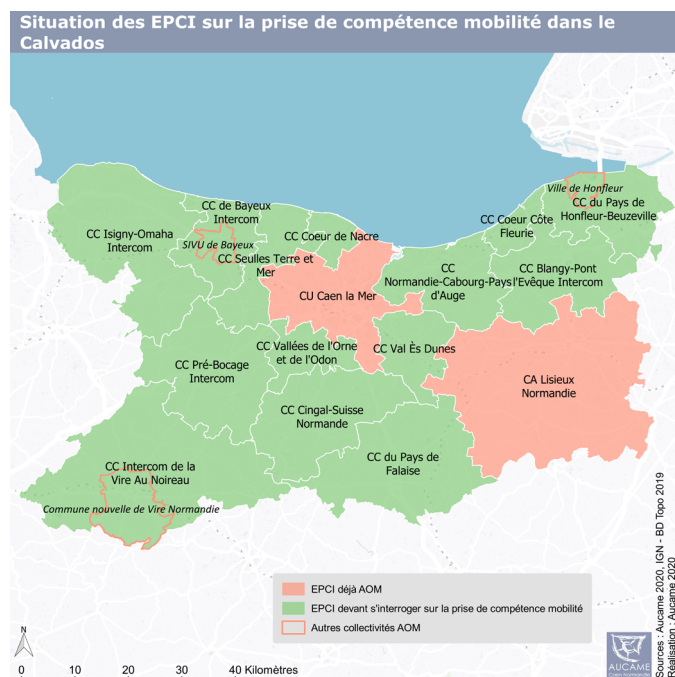 Situation des EPCI sur la prise de compétence mobilité dans le
Calvados
Ville de Honfleur
CC du Pays de
Honfleur-Beuzeville
CC de Bayeux
Intercom
CC Coeur Côte
Fleurie
CC Isigny-Omaha
Intercom
SIVU de Bayeux
CC Coeur de Nacre
CC Seulles Terre et
Mer
CC
Normandie-Cabourg-Pays
d'Auge
CC Blangy-Pont
l'Evêque Intercom
CU Caen la Mer
CC Vallées de l'Orne
et de l'Odon
CC Val Ès Dunes
CC Pré-Bocage
Intercom
CA Lisieux
Normandie
CC Cingal-Suisse
Normande
CC du Pays de
Falaise
CC Intercom de la
Vire Au Noireau
Commune nouvelle de Vire Normandie
EPCI déjà AOM
EPCI devant s'interroger sur la prise de compétence mobilité
Autres collectivités AOM
N
0 10 20 30 40 Kilomètres
Sources : Aucame 2020, IGN - BD Topo 2019
Réalisation : Aucame 2020
AUCAME
Caen Normandie